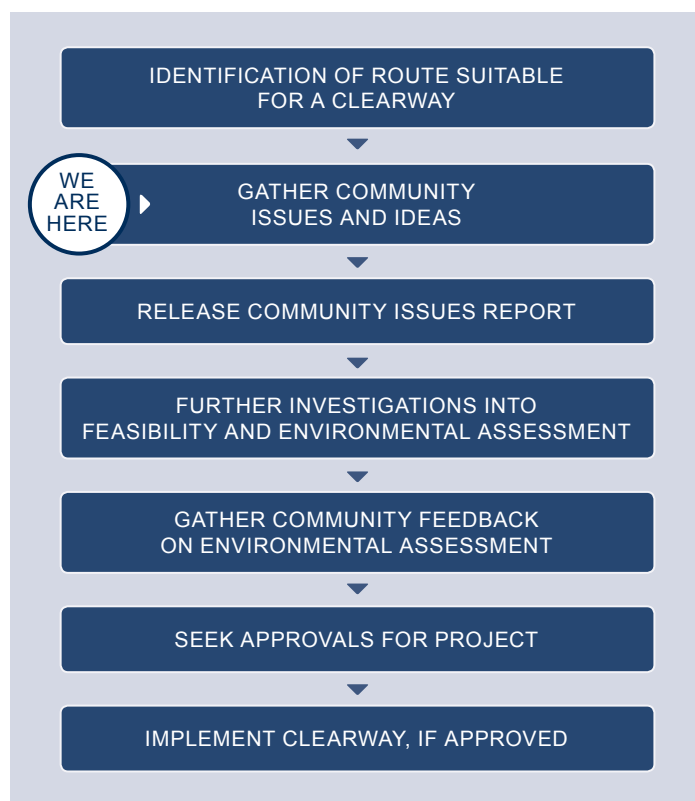 IDENTIFICATION OF ROUTE SUITABLE
FOR A CLEARWAY
WE
ARE
HERE
GATHER COMMUNITY
ISSUES AND IDEAS
RELEASE COMMUNITY ISSUES REPORT
FURTHER INVESTIGATIONS INTO
FEASIBILITY AND ENVIRONMENTAL ASSESSMENT
GATHER COMMUNITY FEEDBACK
ON ENVIRONMENTAL ASSESSMENT
SEEK APPROVALS FOR PROJECT
IMPLEMENT CLEARWAY, IF APPROVED